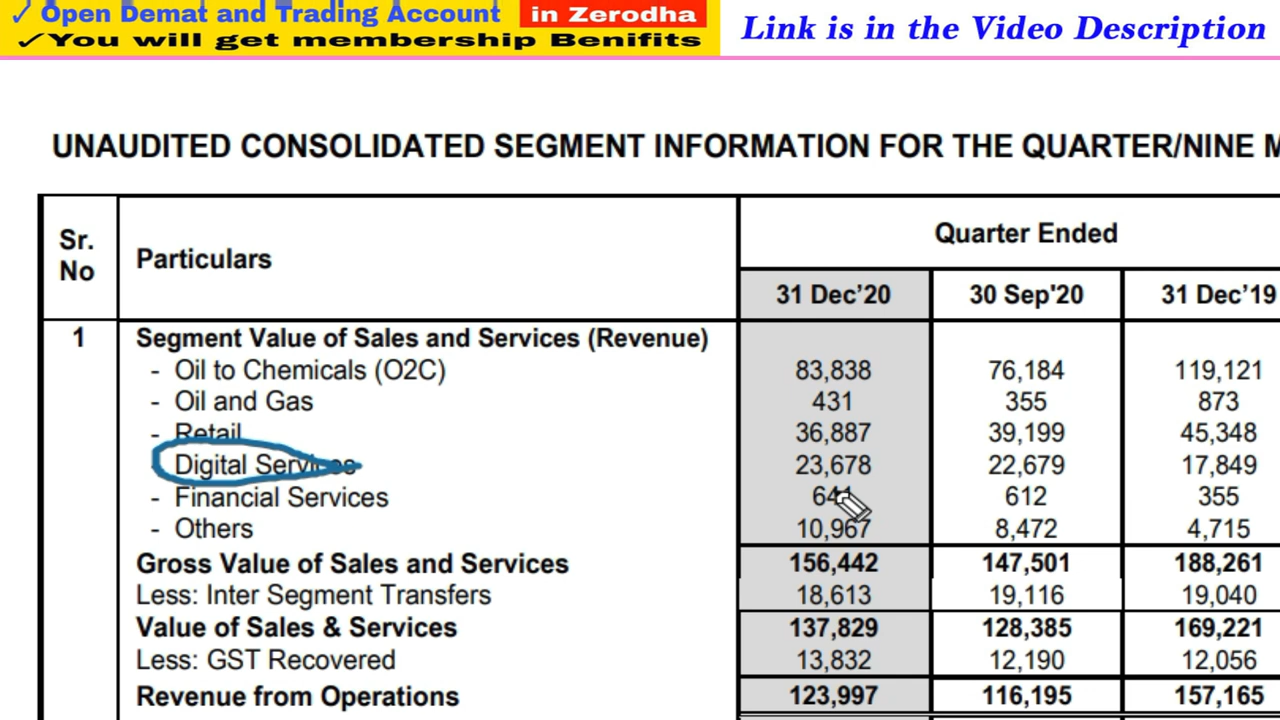 ✓ Open Demat and Trading Account in Zerodha
✓You will get membership Benifits
Link is in the Video Description
UNAUDITED CONSOLIDATED SEGMENT INFORMATION FOR THE QUARTER/NINE
Sr. No Particulars Quarter Ended
31 Dec’20 30 Sep'20 31 Dec’19
1 Segment Value of Sales and Services (Revenue)
- Oil to Chemicals (O2C) 83,838 76,184 119,121
- Oil and Gas 431 355 873
- Retail 36,887 39,199 45,348
Digital Services 23,678 22,679 17,849
- Financial Services 641 612 355
- Others 10,967 8,472 4,715
Gross Value of Sales and Services 156,442 147,501 188,261
Less: Inter Segment Transfers 18,613 19,116 19,040
Value of Sales & Services 137,829 128,385 169,221
Less: GST Recovered 13,832 12,190 12,056
Revenue from Operations 123,997 116,195 157,165